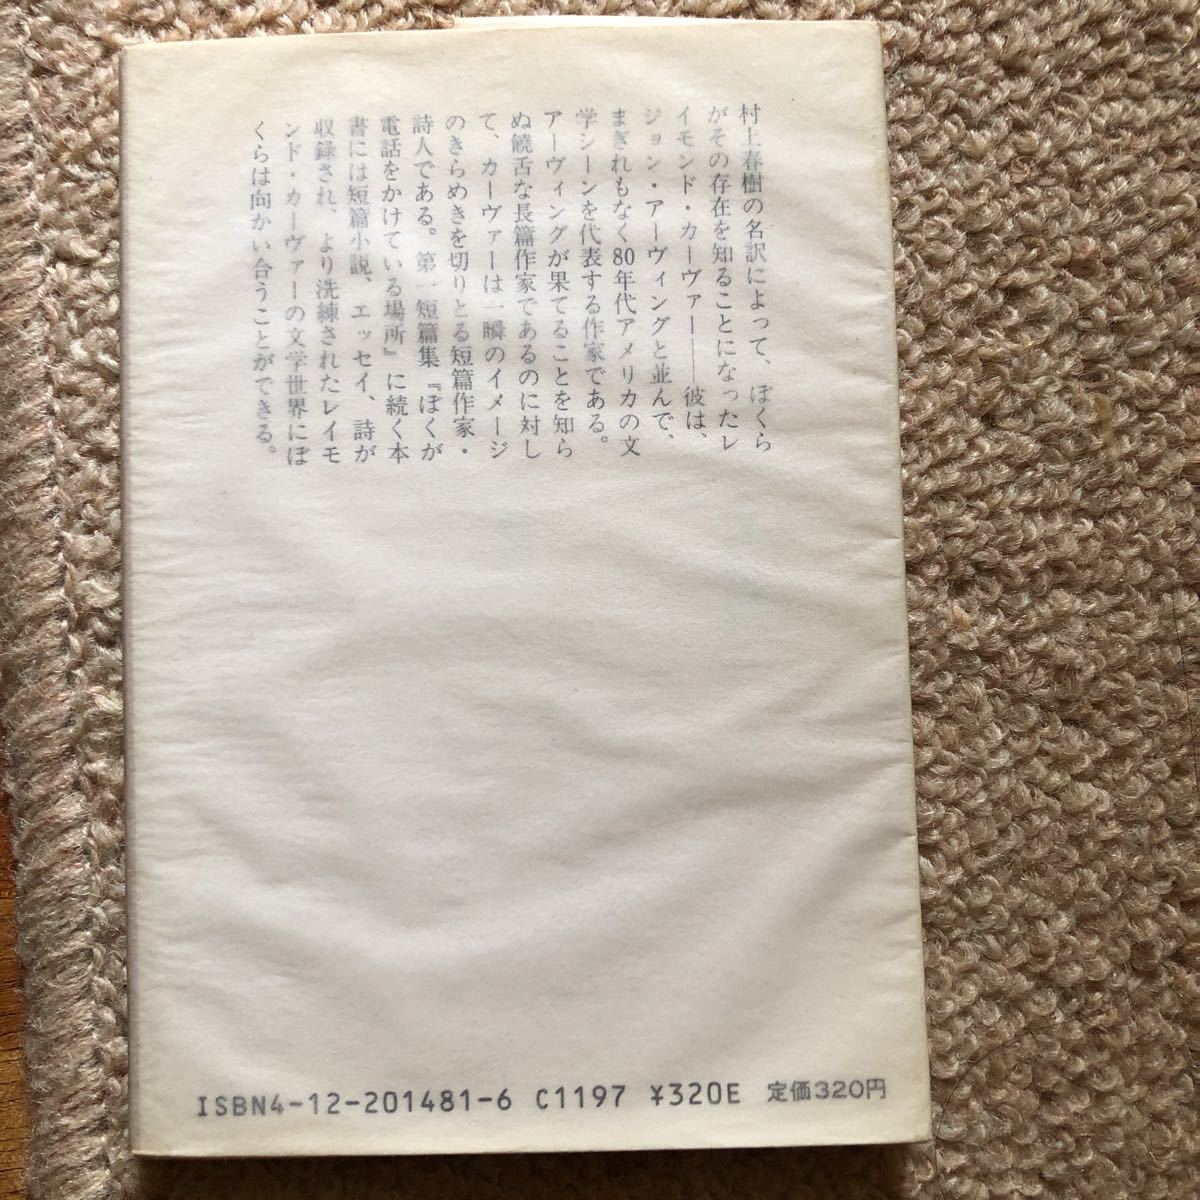 村上春樹の名訳によって、ぼくら
がその存在を知ることになったレ
イモンド・カーヴァー――彼は、
ジョン・アーヴィングと並んで、
まぎれもなく80年代アメリカの文
学シーンを代表する作家である。
アーヴィングが果てることを知ら
ぬ饒舌な長篇作家であるのに対し
て、カーヴァーは一瞬のイメージ
のきらめきを切りとる短篇作家・
詩人である。第一短篇集『ぼくが
電話をかけている場所』に続く本
書には短篇小説、エッセイ、詩が
収録され、より洗練されたレイモ
ンド・カーヴァーの文学世界にぼ
くらは向かい合うことができる。
ISBN4-12-201481-6 C1197 ¥320E 定価320円